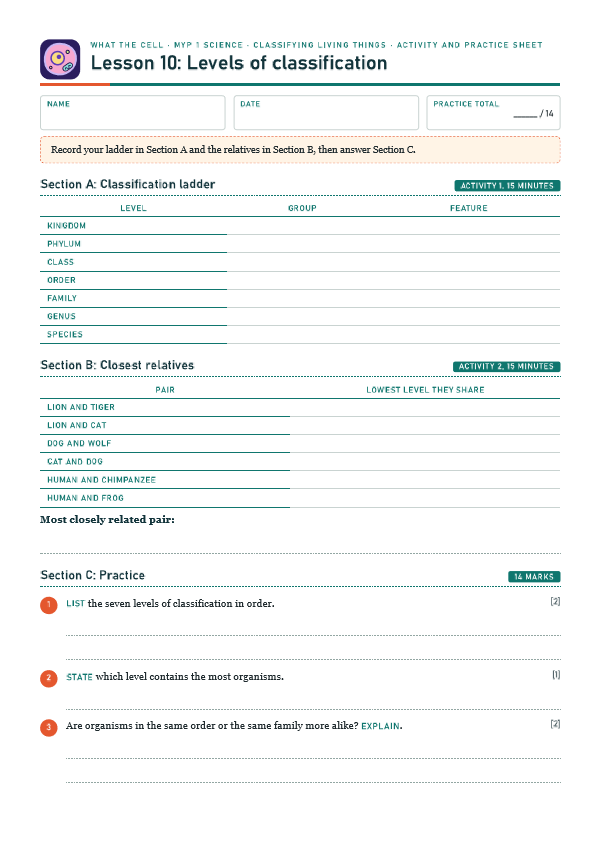 WHAT THE CELL · MYP 1 SCIENCE · CLASSIFYING LIVING THINGS · ACTIVITY AND PRACTICE SHEET
Lesson 10: Levels of classification
NAME
DATE
PRACTICE TOTAL
_____ / 14
Record your ladder in Section A and the relatives in Section B, then answer Section C.
Section A: Classification ladder
ACTIVITY 1, 15 MINUTES
LEVEL GROUP FEATURE
KINGDOM
PHYLUM
CLASS
ORDER
FAMILY
GENUS
SPECIES
Section B: Closest relatives
ACTIVITY 2, 15 MINUTES
PAIR LOWEST LEVEL THEY SHARE
LION AND TIGER
LION AND CAT
DOG AND WOLF
CAT AND DOG
HUMAN AND CHIMPANZEE
HUMAN AND FROG
Most closely related pair:
Section C: Practice
14 MARKS
1 LIST the seven levels of classification in order. [2]
2 STATE which level contains the most organisms. [1]
3 Are organisms in the same order or the same family more alike? EXPLAIN. [2]